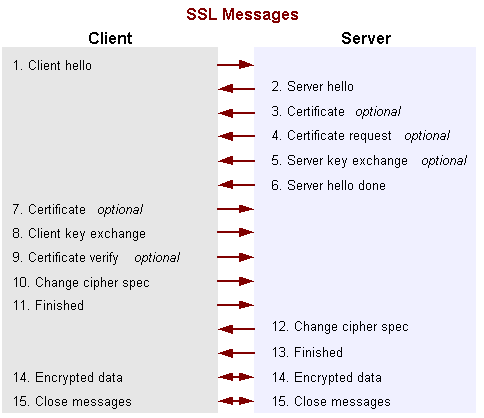 SSL Messages
Client Server
1. Client hello
2. Server hello
3. Certificate optional
4. Certificate request optional
5. Server key exchange optional
6. Server hello done
7. Certificate optional
8. Client key exchange
9. Certificate verify optional
10. Change cipher spec
11. Finished
12. Change cipher spec
13. Finished
14. Encrypted data 14. Encrypted data
15. Close messages 15. Close messages